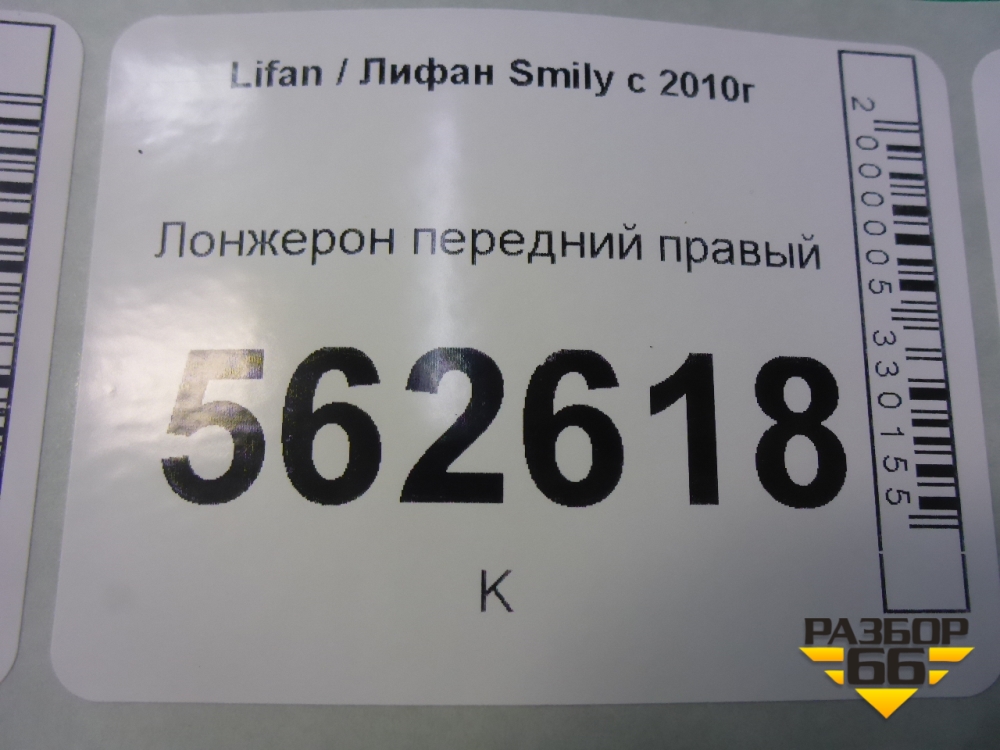 Lifan / Лифан Smily с 2010г
Лонжерон передний правый
562618
К
2000005330155
РАЗБОР
66